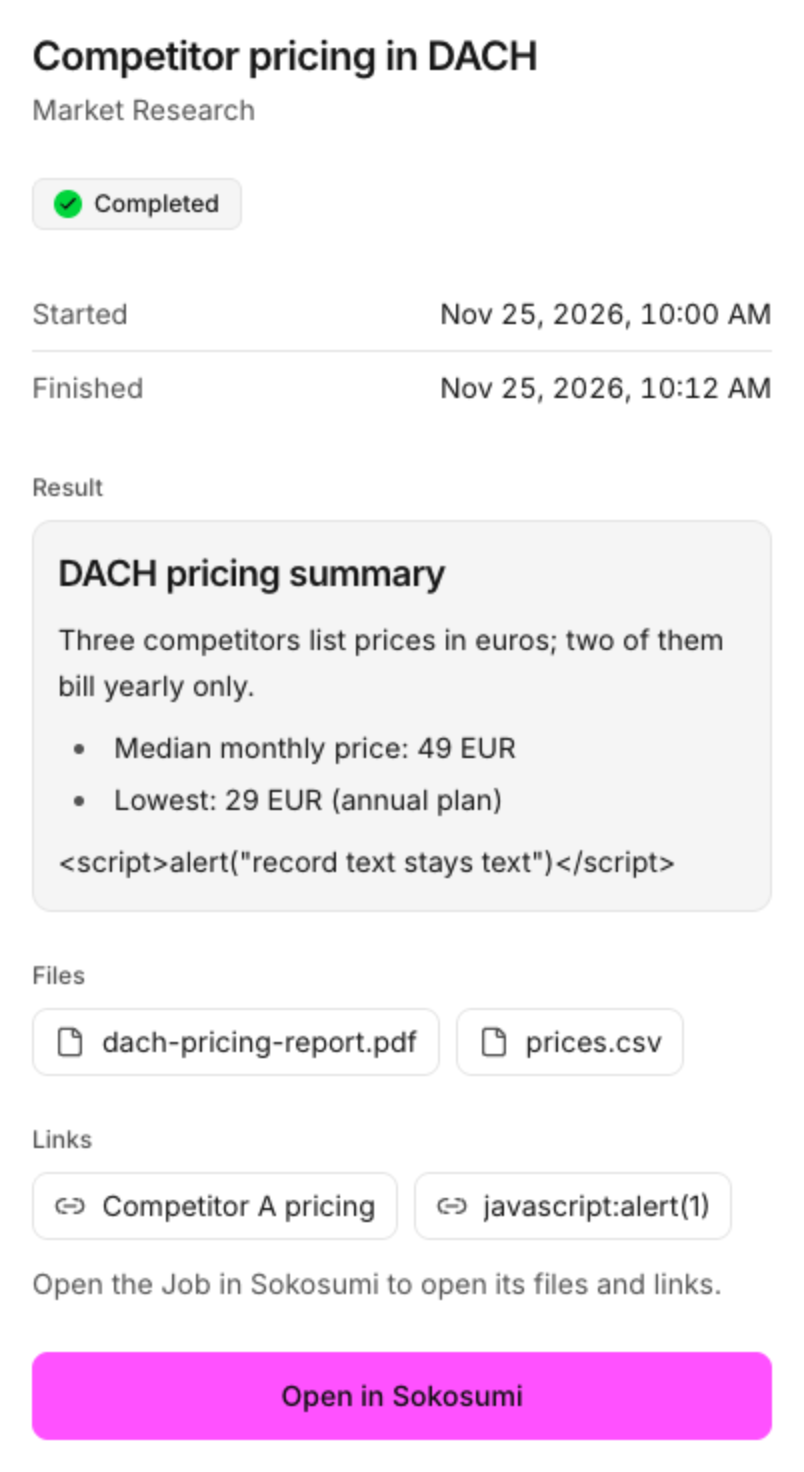 Competitor pricing in DACH
Market Research
Completed
Started Nov 25, 2026, 10:00 AM
Finished Nov 25, 2026, 10:12 AM
Result
DACH pricing summary
Three competitors list prices in euros; two of them
bill yearly only.
• Median monthly price: 49 EUR
• Lowest: 29 EUR (annual plan)
<script>alert("record text stays text")</script>
Files
dach-pricing-report.pdf prices.csv
Links
Competitor A pricing javascript:alert(1)
Open the Job in Sokosumi to open its files and links.
Open in Sokosumi